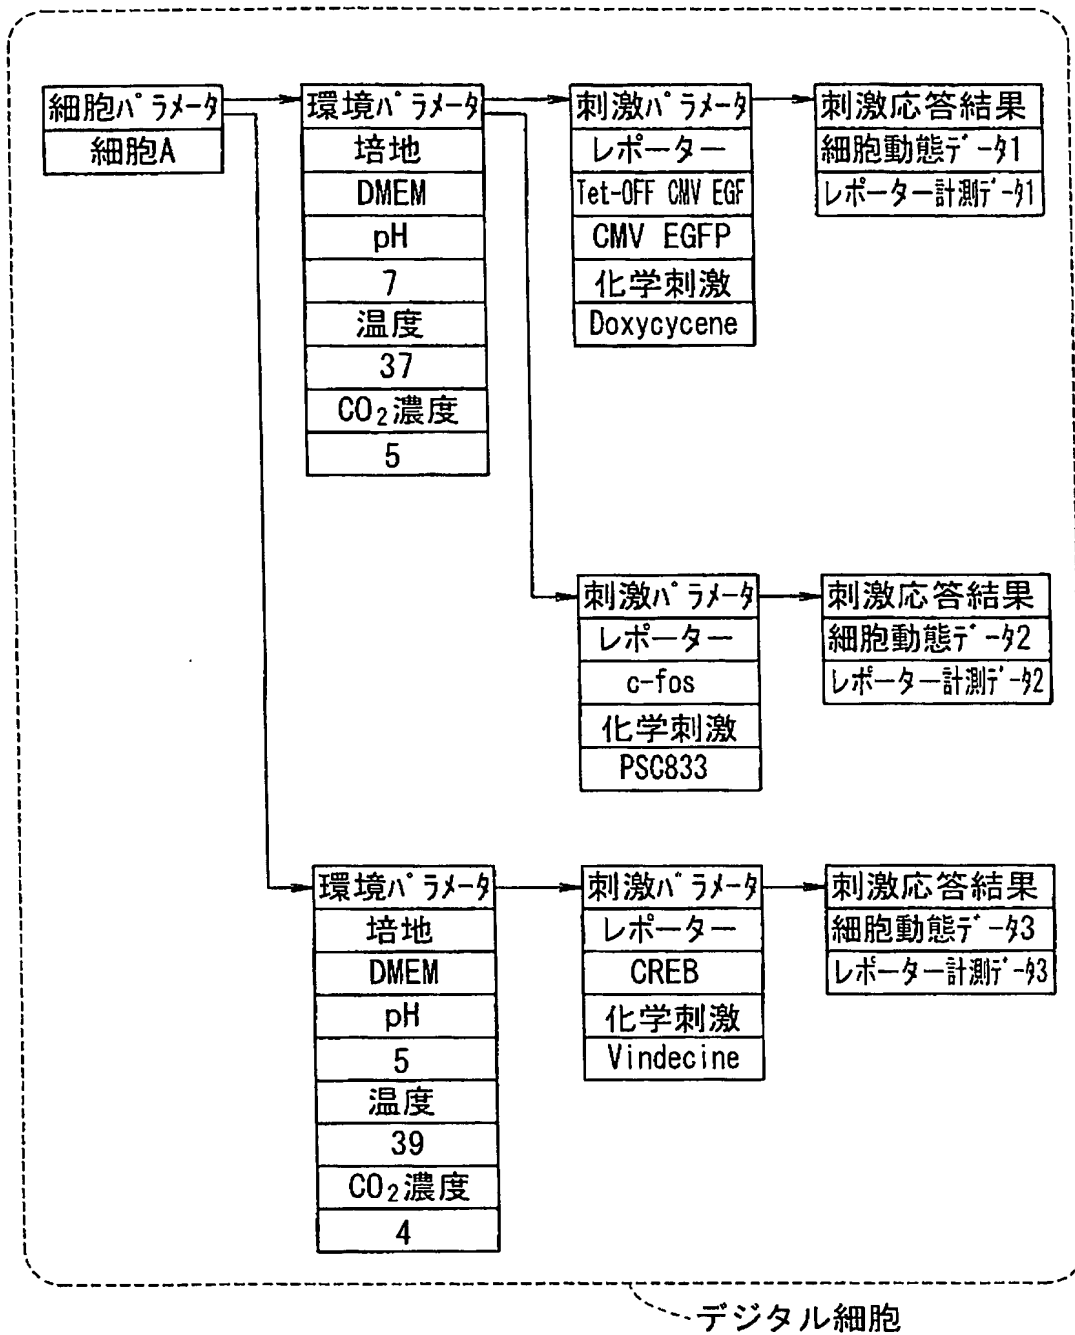 細胞パラメータ
細胞A
環境パラメータ
培地
DMEM
pH
7
温度
37
CO₂濃度
5
刺激パラメータ
レポーター
Tet-OFF CMV EGF
CMV EGFP
化学刺激
Doxycycene
刺激応答結果
細胞動態データ1
レポーター計測データ1
刺激パラメータ
レポーター
c-fos
化学刺激
PSC833
刺激応答結果
細胞動態データ2
レポーター計測データ2
環境パラメータ
培地
DMEM
pH
5
温度
39
CO₂濃度
4
刺激パラメータ
レポーター
CREB
化学刺激
Vindecine
刺激応答結果
細胞動態データ3
レポーター計測データ3
デジタル細胞